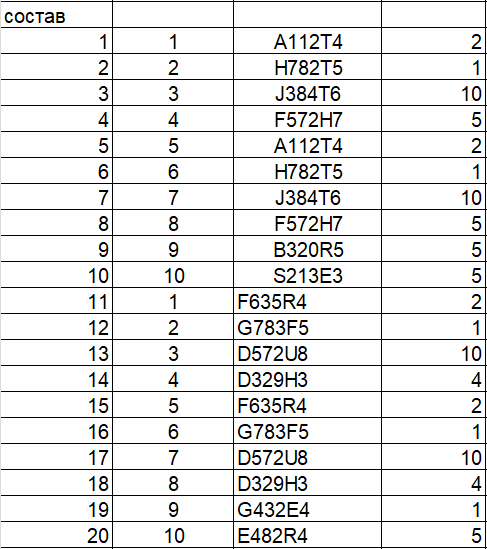 состав
1 1 A112T4 2
2 2 H782T5 1
3 3 J384T6 10
4 4 F572H7 5
5 5 A112T4 2
6 6 H782T5 1
7 7 J384T6 10
8 8 F572H7 5
9 9 B320R5 5
10 10 S213E3 5
11 1 F635R4 2
12 2 G783F5 1
13 3 D572U8 10
14 4 D329H3 4
15 5 F635R4 2
16 6 G783F5 1
17 7 D572U8 10
18 8 D329H3 4
19 9 G432E4 1
20 10 E482R4 5